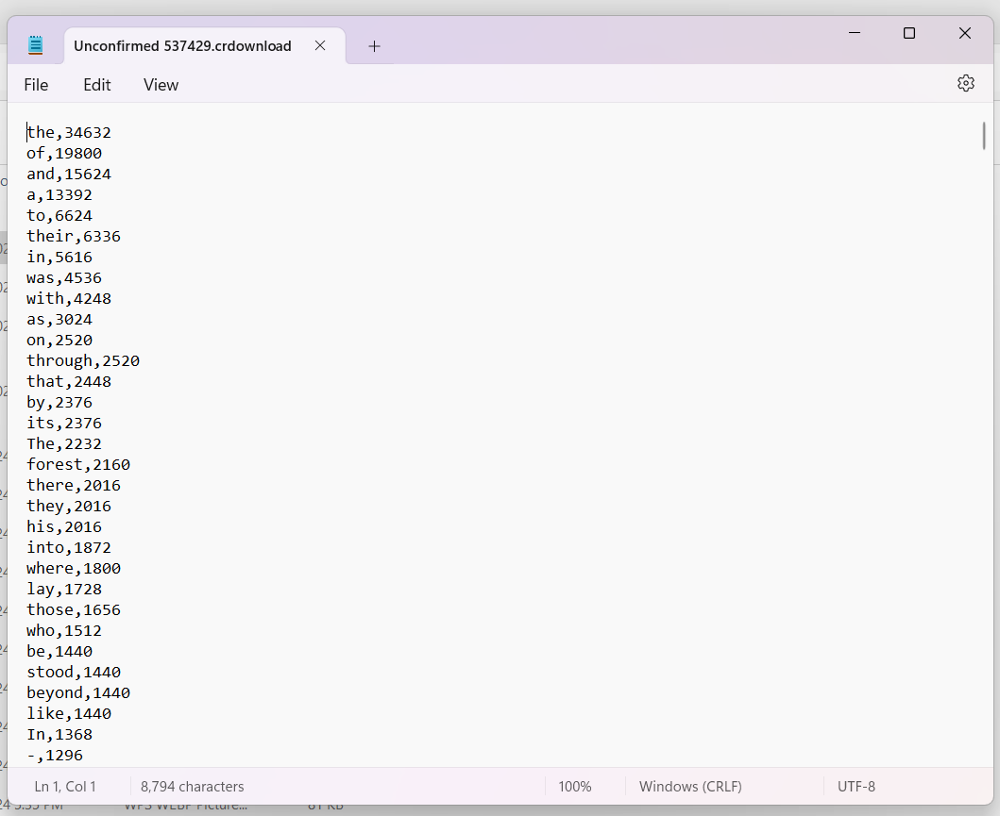 Unconfirmed 537429.crdownload
File Edit View
the,34632
of,19800
and,15624
a,13392
to,6624
their,6336
in,5616
was,4536
with,4248
as,3024
on,2520
through,2520
that,2448
by,2376
its,2376
The,2232
forest,2160
there,2016
they,2016
his,2016
into,1872
where,1800
lay,1728
those,1656
who,1512
be,1440
stood,1440
beyond,1440
like,1440
In,1368
-,1296
Ln 1, Col 1 8,794 characters 100% Windows (CRLF) UTF-8